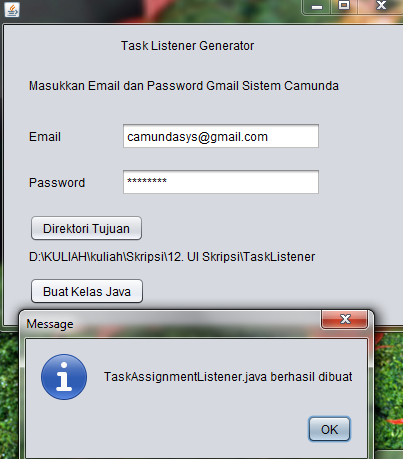 Task Listener Generator
Masukkan Email dan Password Gmail Sistem Camunda
Email
camundasys@gmail.com
Password
********
Direktori Tujuan
D:\KULIAH\kuliah\Skripsi\12. UI Skripsi\TaskListener
Buat Kelas Java
Message
TaskAssignmentListener.java berhasil dibuat
OK